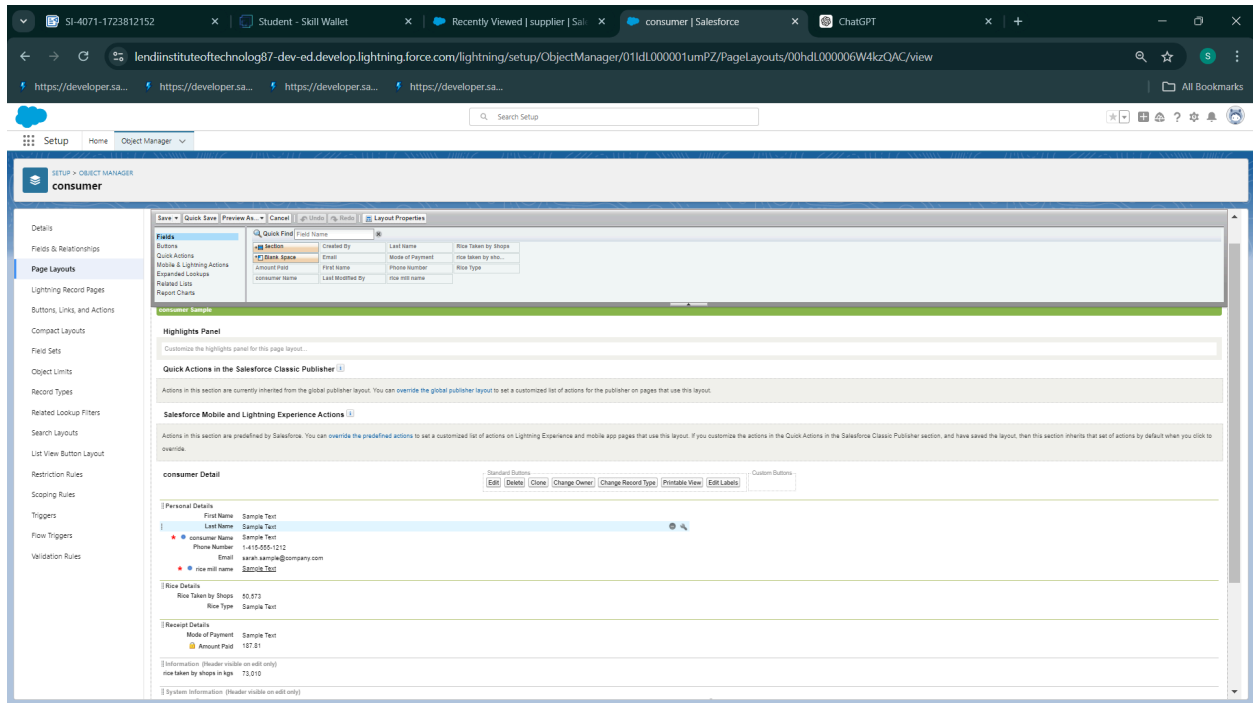 SI-4071-1723812152
Student - Skill Wallet
Recently Viewed | supplier | Sale
consumer | Salesforce
ChatGPT
lendiinstituteoftechnolog87-dev-ed.develop.lightning.force.com/lightning/setup/ObjectManager/01IdL000001umPZ/PageLayouts/00hdL000006W4kzQAC/view
S
https://developer.sa...
https://developer.sa...
https://developer.sa...
https://developer.sa...
All Bookmarks
Search Setup
Setup
Home
Object Manager
SETUP > OBJECT MANAGER
consumer
Details
Fields & Relationships
Page Layouts
Lightning Record Pages
Buttons, Links, and Actions
Compact Layouts
Field Sets
Object Limits
Record Types
Related Lookup Filters
Search Layouts
List View Button Layout
Restriction Rules
Scoping Rules
Triggers
Flow Triggers
Validation Rules
Save Quick Save Preview As... Cancel Undo Redo Layout Properties
Fields
Buttons
Quick Actions
Mobile & Lightning Actions
Expanded Lookups
Related Lists
Report Charts
Quick Find Field Name
Section Created By Last Name Rice Taken by Shops
Blank Space Email Mode of Payment rice taken by sho...
Amount Paid First Name Phone Number Rice Type
consumer Name Last Modified By rice mill name
consumer Sample
Highlights Panel
Customize the highlights panel for this page layout...
Quick Actions in the Salesforce Classic Publisher
Actions in this section are currently inherited from the global publisher layout. You can override the global publisher layout to set a customized list of actions for the publisher on pages that use this layout.
Salesforce Mobile and Lightning Experience Actions
Actions in this section are predefined by Salesforce. You can override the predefined actions to set a customized list of actions on Lightning Experience and mobile app pages that use this layout. If you customize the actions in the Quick Actions in the Salesforce Classic Publisher section, and have saved the layout, then this section inherits that set of actions by default when you click to
override.
consumer Detail
Standard Buttons
Edit Delete Clone Change Owner Change Record Type Printable View Edit Labels
Custom Buttons
Personal Details
First Name Sample Text
Last Name Sample Text
consumer Name Sample Text
Phone Number 1-415-555-1212
Email sarah.sample@company.com
rice mill name Sample Text
Rice Details
Rice Taken by Shops 50,573
Rice Type Sample Text
Receipt Details
Mode of Payment Sample Text
Amount Paid 187.81
Information (Header visible on edit only)
rice taken by shops in kgs 73,010
System Information (Header visible on edit only)